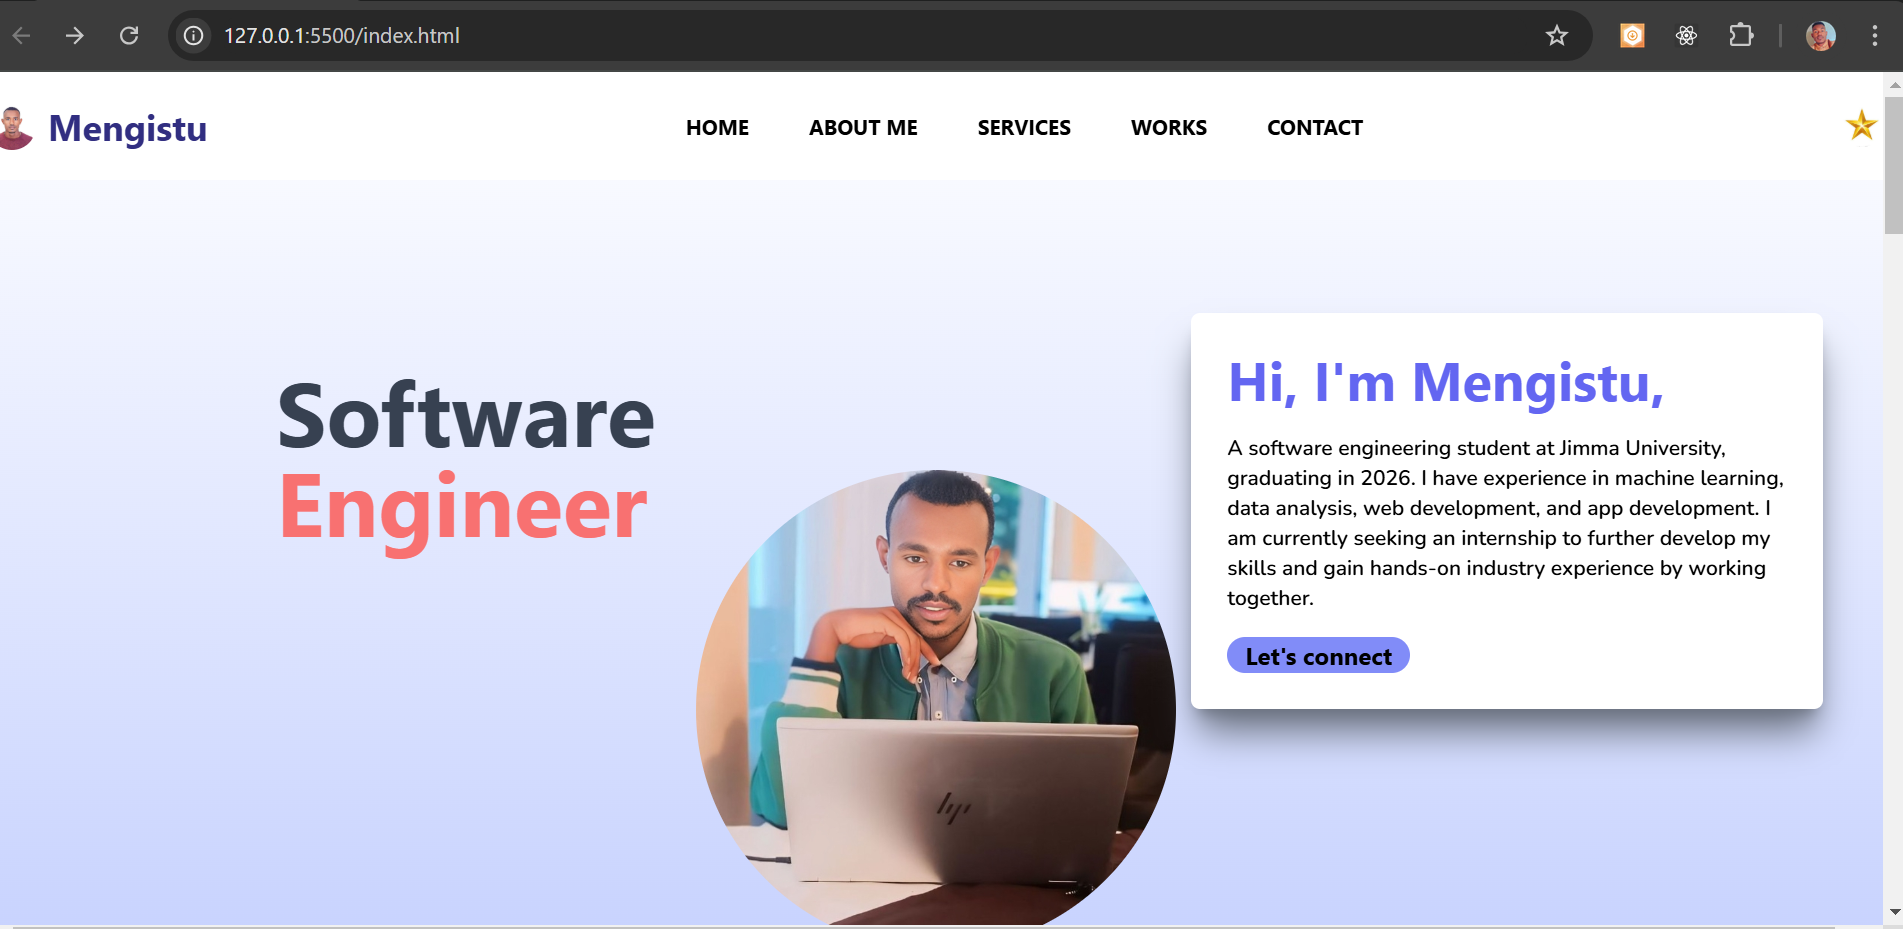 127.0.0.1:5500/index.html
Mengistu
HOME
ABOUT ME
SERVICES
WORKS
CONTACT
Software
Engineer
Hi, I'm Mengistu,
A software engineering student at Jimma University,
graduating in 2026. I have experience in machine learning,
data analysis, web development, and app development. I
am currently seeking an internship to further develop my
skills and gain hands-on industry experience by working
together.
Let's connect
hp